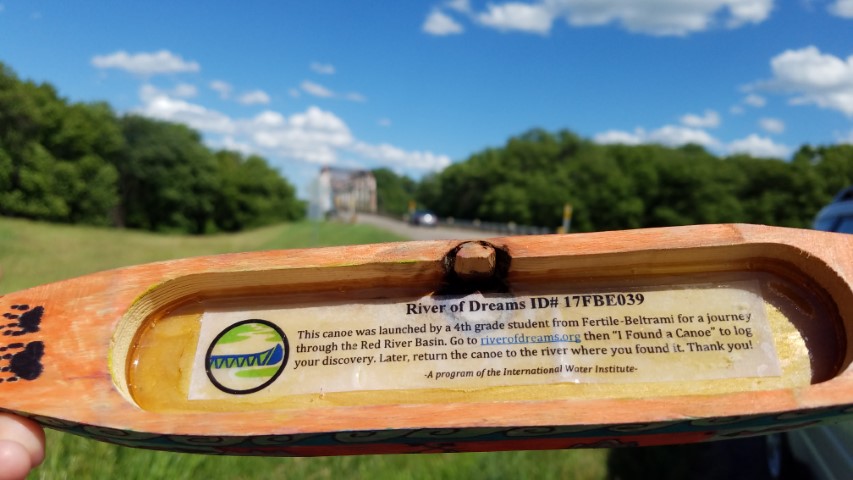 River of Dreams ID# 17FBE039
This canoe was launched by a 4th grade student from Fertile-Beltrami for a journey
through the Red River Basin. Go to riverofdreams.org then "I Found a Canoe" to log
your discovery. Later, return the canoe to the river where you found it. Thank you!
-A program of the International Water Institute-